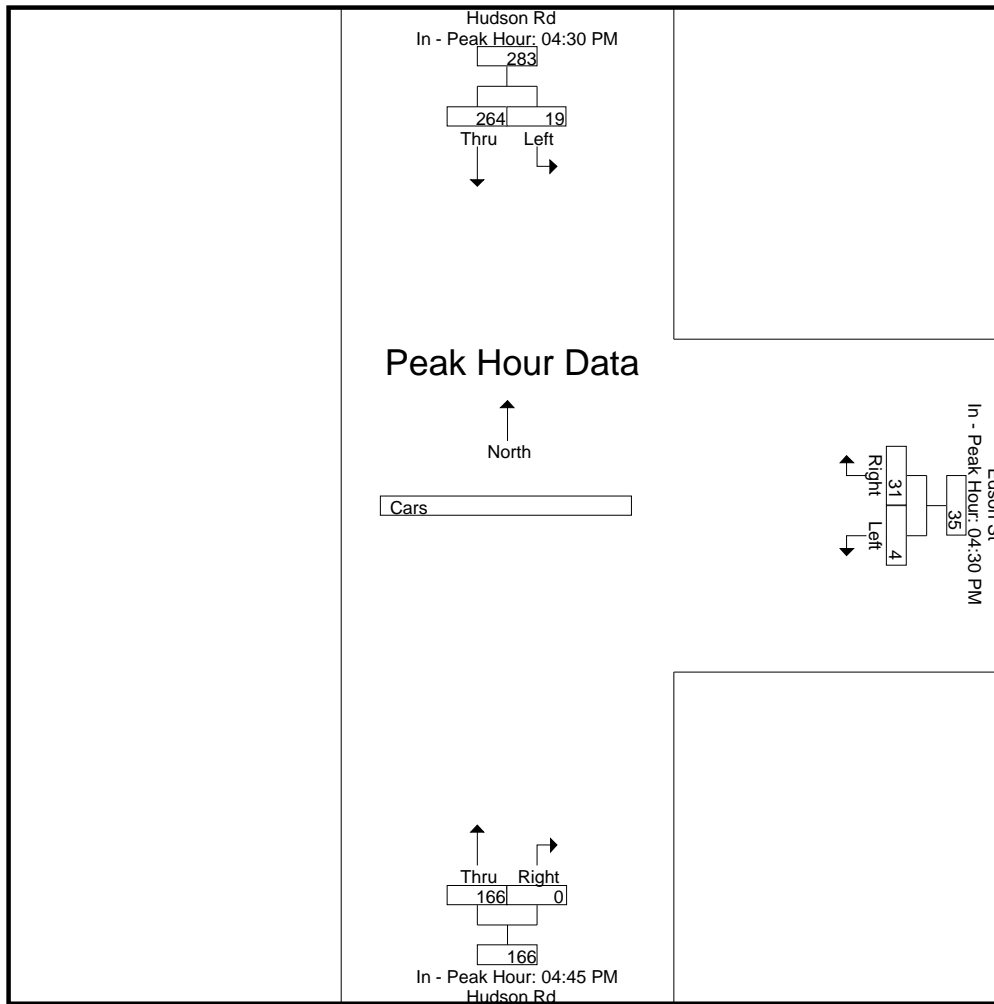 Hudson Rd
In - Peak Hour: 04:30 PM
283
264 19
Thru Left
Peak Hour Data
North
Cars
In - Peak Hour: 04:30 PM
35
31 4
Right Left
Thru Right
166 0
166
In - Peak Hour: 04:45 PM
Hudson Rd